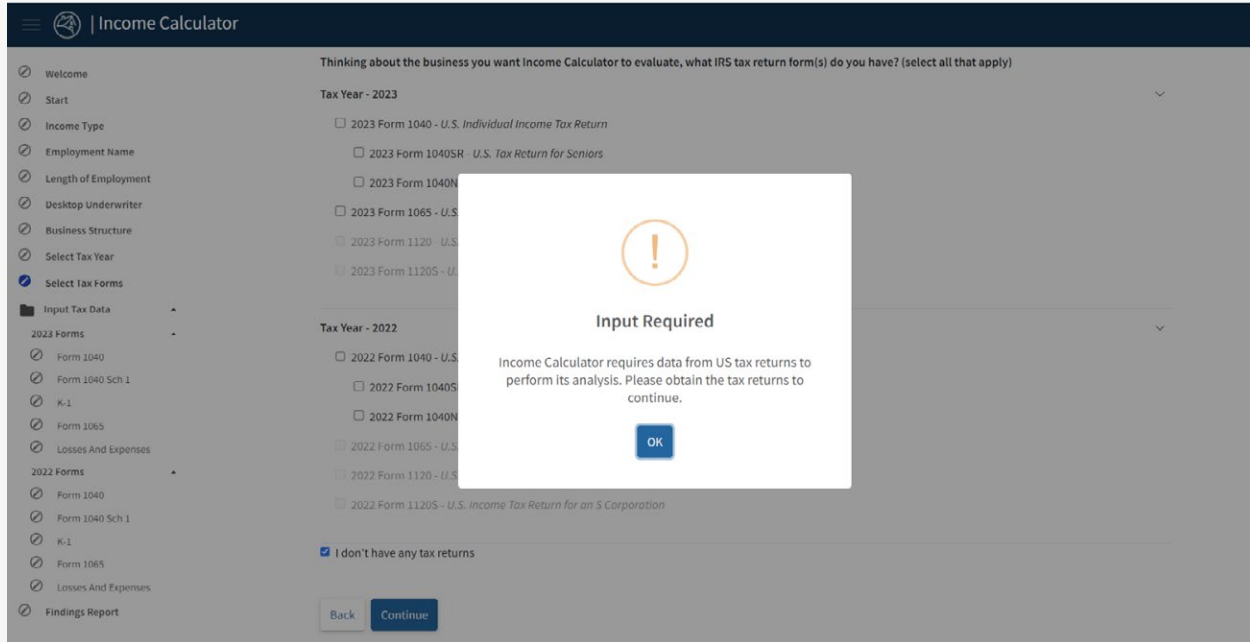 | Income Calculator
Welcome
Start
Income Type
Employment Name
Length of Employment
Desktop Underwriter
Business Structure
Select Tax Year
Select Tax Forms
Input Tax Data
2023 Forms
Form 1040
Form 1040 Sch 1
K-1
Form 1065
Losses And Expenses
2022 Forms
Form 1040
Form 1040 Sch 1
K-1
Form 1065
Losses And Expenses
Findings Report
Thinking about the business you want Income Calculator to evaluate, what IRS tax return form(s) do you have? (select all that apply)
Tax Year - 2023
2023 Form 1040 - U.S. Individual Income Tax Return
2023 Form 1040SR - U.S. Tax Return for Seniors
2023 Form 1040N
2023 Form 1065 - U.S.
2023 Form 1120 - U.S.
2023 Form 1120S - U.
Tax Year - 2022
2022 Form 1040 - U.S.
2022 Form 1040S
2022 Form 1040N
2022 Form 1065 - U.S.
2022 Form 1120 - U.S.
2022 Form 1120S - U.S. Income Tax Return for an S Corporation
I don't have any tax returns
Back
Continue
!
Input Required
Income Calculator requires data from US tax returns to
perform its analysis. Please obtain the tax returns to
continue.
OK